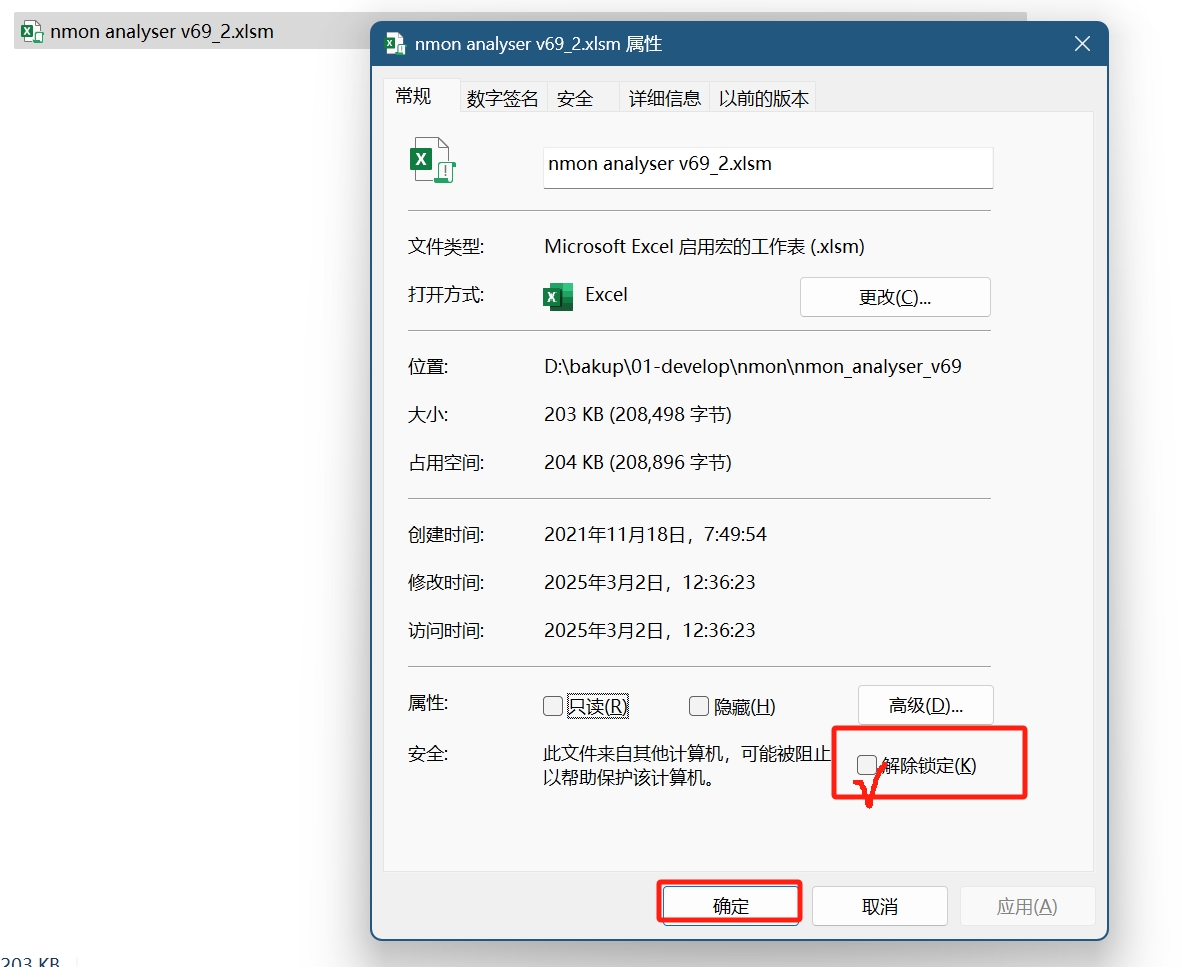 nmon analyser v69_2.xlsm
nmon analyser v69_2.xlsm 属性
常规 数字签名 安全 详细信息 以前的版本
nmon analyser v69_2.xlsm
文件类型: Microsoft Excel 启用宏的工作表 (.xlsm)
打开方式: Excel 更改(C)...
位置: D:\bakup\01-develop\nmon\nmon_analyser_v69
大小: 203 KB (208,498 字节)
占用空间: 204 KB (208,896 字节)
创建时间: 2021年11月18日，7:49:54
修改时间: 2025年3月2日，12:36:23
访问时间: 2025年3月2日，12:36:23
属性: 只读(R) 隐藏(H) 高级(D)...
安全: 此文件来自其他计算机，可能被阻止 解除锁定(K)
以帮助保护该计算机。
确定 取消 应用(A)
203 KB